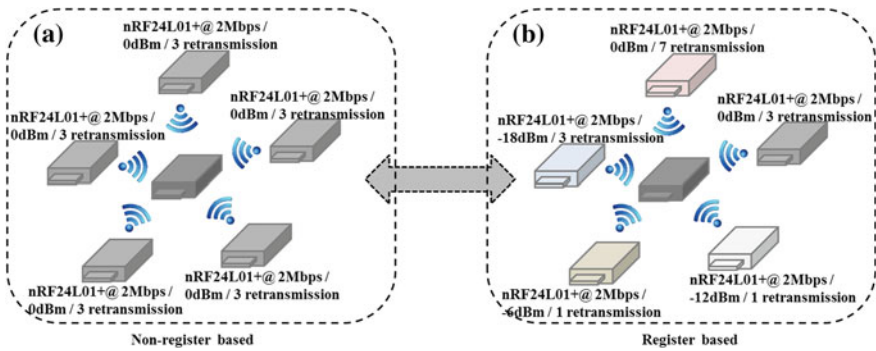 (a)
nRF24L01+@ 2Mbps /
0dBm / 3 retransmission
nRF24L01+@ 2Mbps /
0dBm / 3 retransmission
nRF24L01+@ 2Mbps /
0dBm / 3 retransmission
nRF24L01+@ 2Mbps /
0dBm / 3 retransmission
nRF24L01+@ 2Mbps /
0dBm / 3 retransmission
Non-register based
(b)
nRF24L01+@ 2Mbps /
0dBm / 7 retransmission
nRF24L01+@ 2Mbps /
0dBm / 3 retransmission
nRF24L01+@ 2Mbps /
-18dBm / 3 retransmission
nRF24L01+@ 2Mbps /
-12dBm / 1 retransmission
nRF24L01+@ 2Mbps /
-6dBm / 1 retransmission
Register based